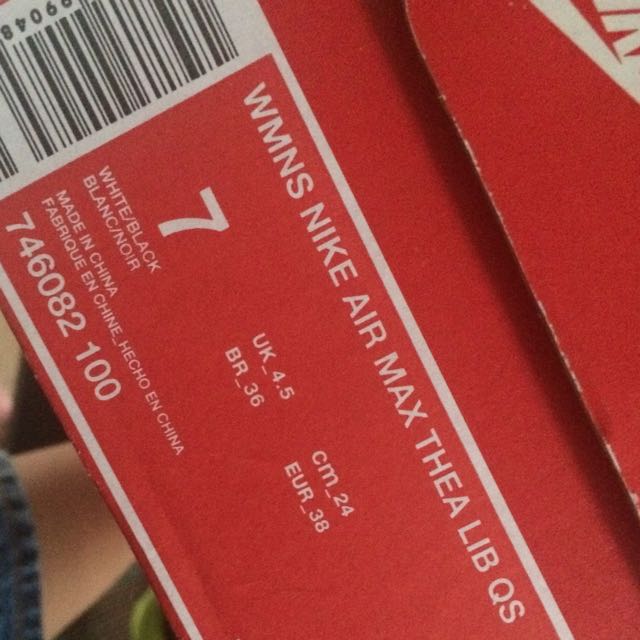 99048
WMNS NIKE AIR MAX THEA LIB QS
7
UK_4.5
BR_36
cm_24
EUR_38
WHITE/BLACK
BLANC/NOIR
MADE IN CHINA
FABRIQUE EN CHINE_HECHO EN CHINA
746082 100